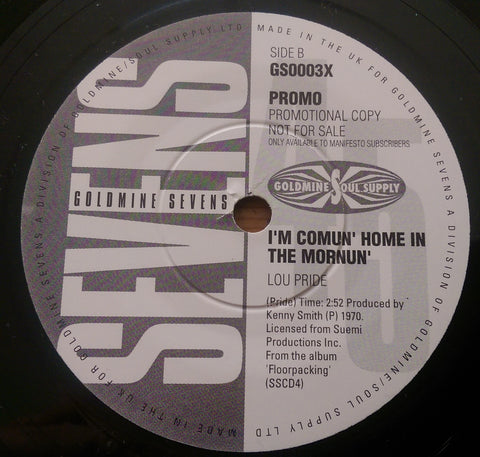 MADE IN THE UK FOR GOLDMINE SEVENS A DIVISION OF GOLDMINE/SOUL SUPPLY LTD
MADE IN THE UK FOR GOLDMINE SEVENS A DIVISION OF GOLDMINE/SOUL SUPPLY LTD
SEVENS
GOLDMINE SEVENS
SIDE B
GS0003X
PROMO
PROMOTIONAL COPY
NOT FOR SALE
ONLY AVAILABLE TO MANIFESTO SUBSCRIBERS
GOLDMINE SOUL SUPPLY
I'M COMUN' HOME IN
THE MORNUN'
LOU PRIDE
(Pride) Time: 2:52 Produced by
Kenny Smith (P) 1970.
Licensed from Suemi
Productions Inc.
From the album
'Floorpacking'
(SSCD4)